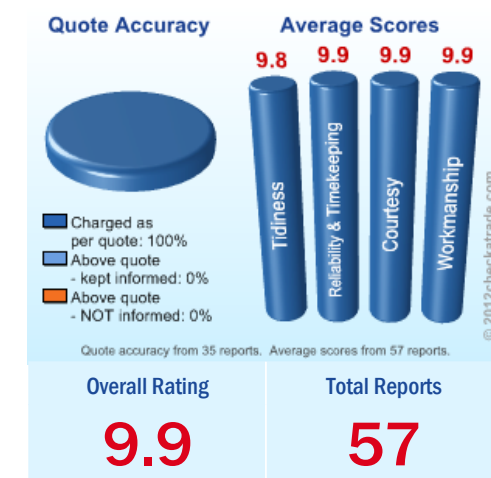 Quote Accuracy
Average Scores
9.8
9.9
9.9
9.9
Tidiness
Reliability & Timekeeping
Courtesy
Workmanship
Charged as
per quote: 100%
Above quote
- kept informed: 0%
Above quote
- NOT informed: 0%
© 2012checkatrade.com
Quote accuracy from 35 reports. Average scores from 57 reports.
Overall Rating
Total Reports
9.9
57